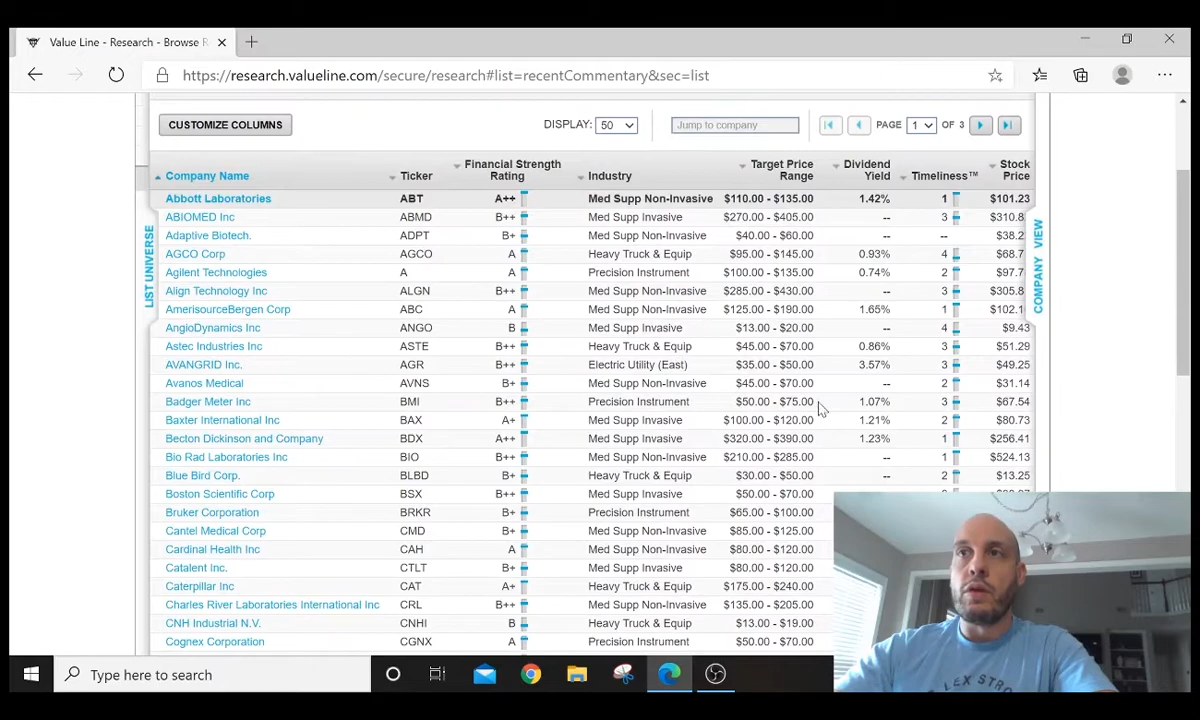 Value Line - Research - Browse R
https://research.valueline.com/secure/research#list=recentCommentary&sec=list
CUSTOMIZE COLUMNS DISPLAY: 50 Jump to company PAGE 1 OF 3
Company Name Ticker Financial Strength Rating Industry Target Price Range Dividend Yield Timeliness™ Stock Price
Abbott Laboratories ABT A++ Med Supp Non-Invasive $110.00 - $135.00 1.42% 1 $101.23
ABIOMED Inc ABMD B++ Med Supp Invasive $270.00 - $405.00 -- 3 $310.8
Adaptive Biotech. ADPT B+ Med Supp Non-Invasive $40.00 - $60.00 -- -- $38.2
AGCO Corp AGCO A Heavy Truck & Equip $95.00 - $145.00 0.93% 4 $68.7
Agilent Technologies A A Precision Instrument $100.00 - $135.00 0.74% 2 $97.7
Align Technology Inc ALGN B++ Med Supp Non-Invasive $285.00 - $430.00 -- 3 $305.8
AmerisourceBergen Corp ABC A Med Supp Non-Invasive $125.00 - $190.00 1.65% 1 $102.1
AngioDynamics Inc ANGO B Med Supp Invasive $13.00 - $20.00 -- 4 $9.43
Astec Industries Inc ASTE B++ Heavy Truck & Equip $45.00 - $70.00 0.86% 3 $51.29
AVANGRID Inc. AGR B++ Electric Utility (East) $35.00 - $50.00 3.57% 3 $49.25
Avanos Medical AVNS B+ Med Supp Non-Invasive $45.00 - $70.00 -- 2 $31.14
Badger Meter Inc BMI B++ Precision Instrument $50.00 - $75.00 1.07% 3 $67.54
Baxter International Inc BAX A+ Med Supp Invasive $100.00 - $120.00 1.21% 2 $80.73
Becton Dickinson and Company BDX A++ Med Supp Invasive $320.00 - $390.00 1.23% 1 $256.41
Bio Rad Laboratories Inc BIO B++ Med Supp Non-Invasive $210.00 - $285.00 -- 1 $524.13
Blue Bird Corp. BLBD B+ Heavy Truck & Equip $30.00 - $50.00 -- 2 $13.25
Boston Scientific Corp BSX B++ Med Supp Invasive $50.00 - $70.00
Bruker Corporation BRKR B+ Precision Instrument $65.00 - $100.00
Cantel Medical Corp CMD B+ Med Supp Non-Invasive $85.00 - $125.00
Cardinal Health Inc CAH A Med Supp Non-Invasive $80.00 - $120.00
Catalent Inc. CTLT B+ Med Supp Non-Invasive $80.00 - $120.00
Caterpillar Inc CAT A+ Heavy Truck & Equip $175.00 - $240.00
Charles River Laboratories International Inc CRL B++ Med Supp Non-Invasive $135.00 - $205.00
CNH Industrial N.V. CNHI B Heavy Truck & Equip $13.00 - $19.00
Cognex Corporation CGNX A Precision Instrument $50.00 - $70.00
LIST UNIVERSE
COMPANY VIEW
Type here to search
LEX STRO